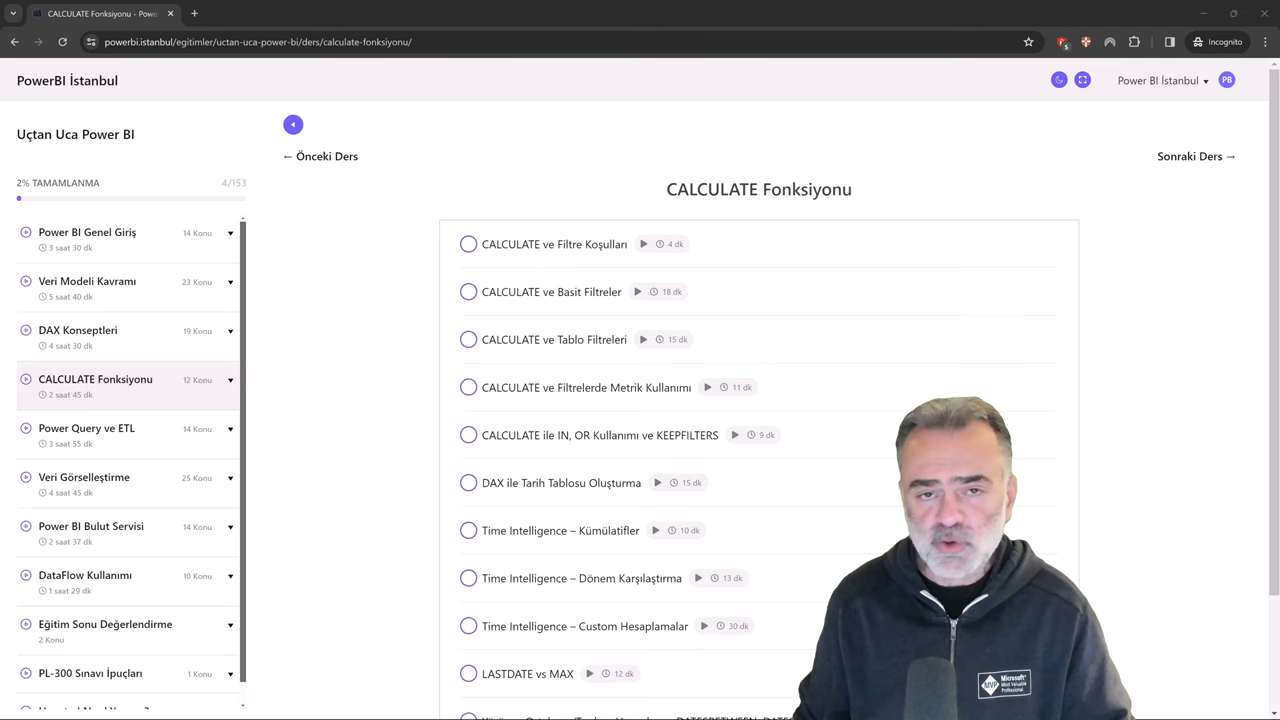 CALCULATE Fonksiyonu - Powe
powerbi.istanbul/egitimler/uctan-uca-power-bi/ders/calculate-fonksiyonu/
Incognito
PowerBI İstanbul
Power BI İstanbul
PB
Uçtan Uca Power BI
2% TAMAMLANMA 4/153
Power BI Genel Giriş 14 Konu
3 saat 30 dk
Veri Modeli Kavramı 23 Konu
5 saat 40 dk
DAX Konseptleri 19 Konu
4 saat 30 dk
CALCULATE Fonksiyonu 12 Konu
2 saat 45 dk
Power Query ve ETL 14 Konu
3 saat 55 dk
Veri Görselleştirme 25 Konu
4 saat 45 dk
Power BI Bulut Servisi 14 Konu
2 saat 37 dk
DataFlow Kullanımı 10 Konu
1 saat 29 dk
Eğitim Sonu Değerlendirme
2 Konu
PL-300 Sınavı İpuçları 1 Konu
← Önceki Ders
Sonraki Ders →
CALCULATE Fonksiyonu
CALCULATE ve Filtre Koşulları 4 dk
CALCULATE ve Basit Filtreler 18 dk
CALCULATE ve Tablo Filtreleri 15 dk
CALCULATE ve Filtrelerde Metrik Kullanımı 11 dk
CALCULATE ile IN, OR Kullanımı ve KEEPFILTERS 9 dk
DAX ile Tarih Tablosu Oluşturma 15 dk
Time Intelligence – Kümülatifler 10 dk
Time Intelligence – Dönem Karşılaştırma 13 dk
Time Intelligence – Custom Hesaplamalar 30 dk
LASTDATE vs MAX 12 dk
MVP
Microsoft
Most Valuable
Professional